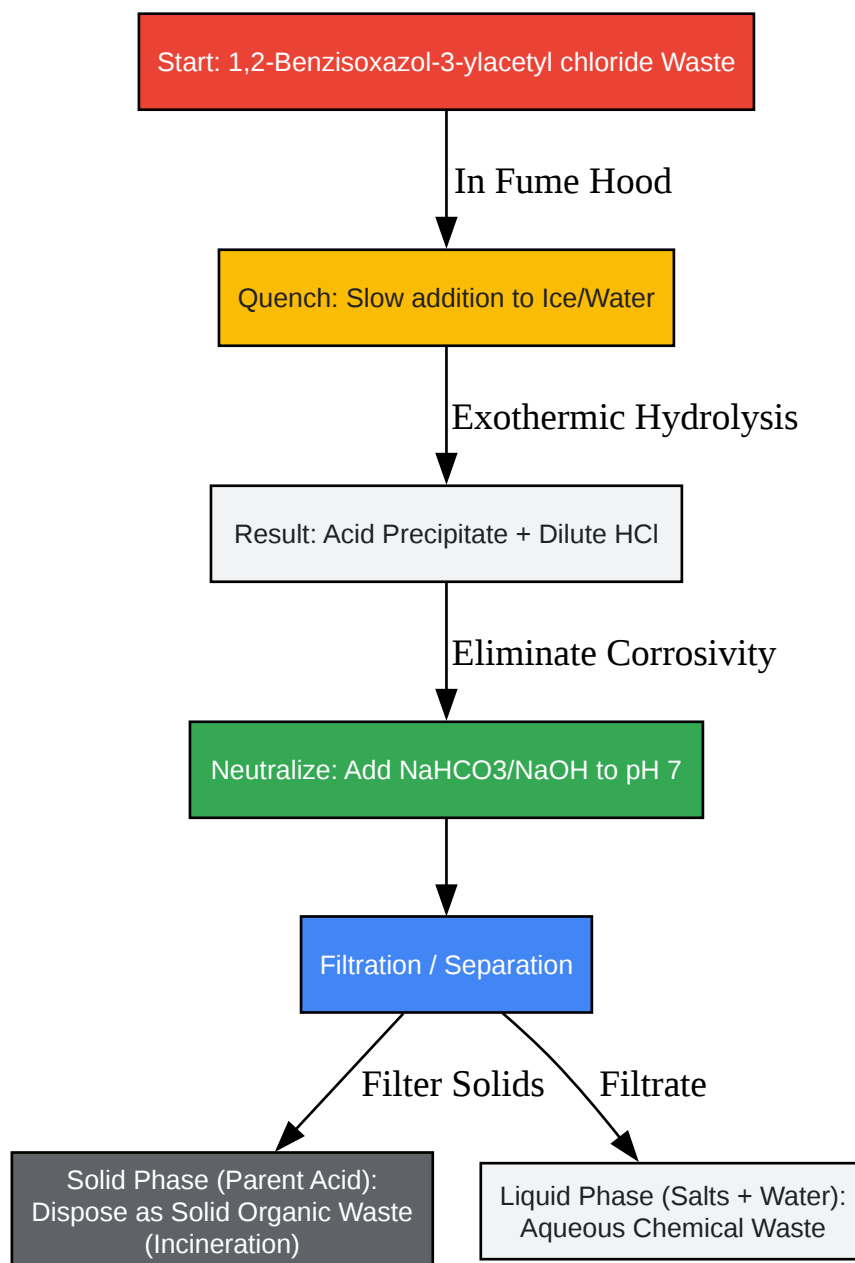 Start: 1,2-Benzisoxazol-3-ylacetyl chloride Waste
In Fume Hood
Quench: Slow addition to Ice/Water
Exothermic Hydrolysis
Result: Acid Precipitate + Dilute HCl
Eliminate Corrosivity
Neutralize: Add NaHCO3/NaOH to pH 7
Filtration / Separation
Filter Solids
Filtrate
Solid Phase (Parent Acid):
Dispose as Solid Organic Waste
(Incineration)
Liquid Phase (Salts + Water):
Aqueous Chemical Waste